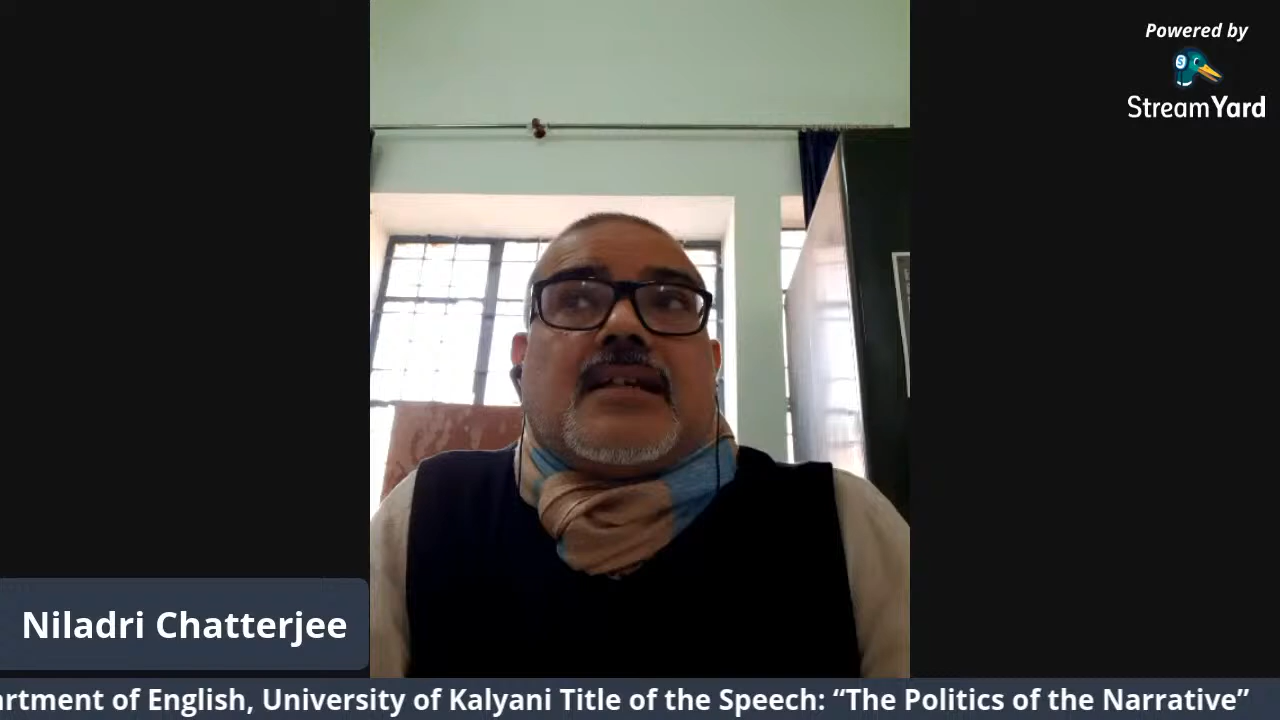 Powered by
StreamYard
Niladri Chatterjee
artment of English, University of Kalyani Title of the Speech: “The Politics of the Narrative”